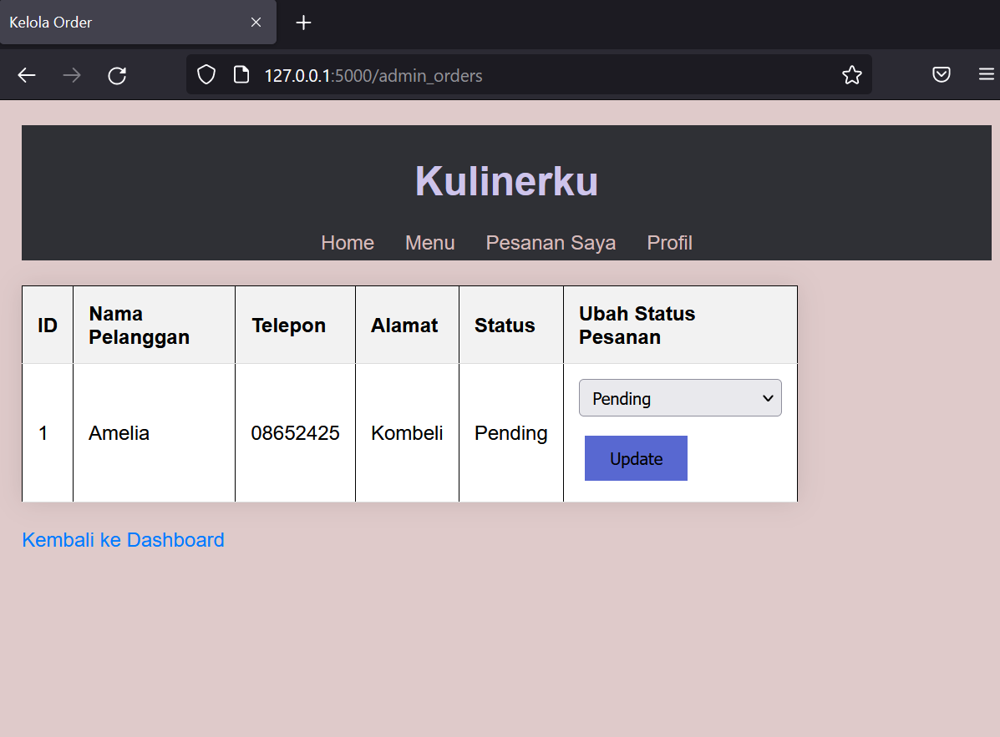 Kelola Order
127.0.0.1:5000/admin_orders
Kulinerku
Home Menu Pesanan Saya Profil
ID Nama Pelanggan Telepon Alamat Status Ubah Status Pesanan
1 Amelia 08652425 Kombeli Pending Pending
Update
Kembali ke Dashboard